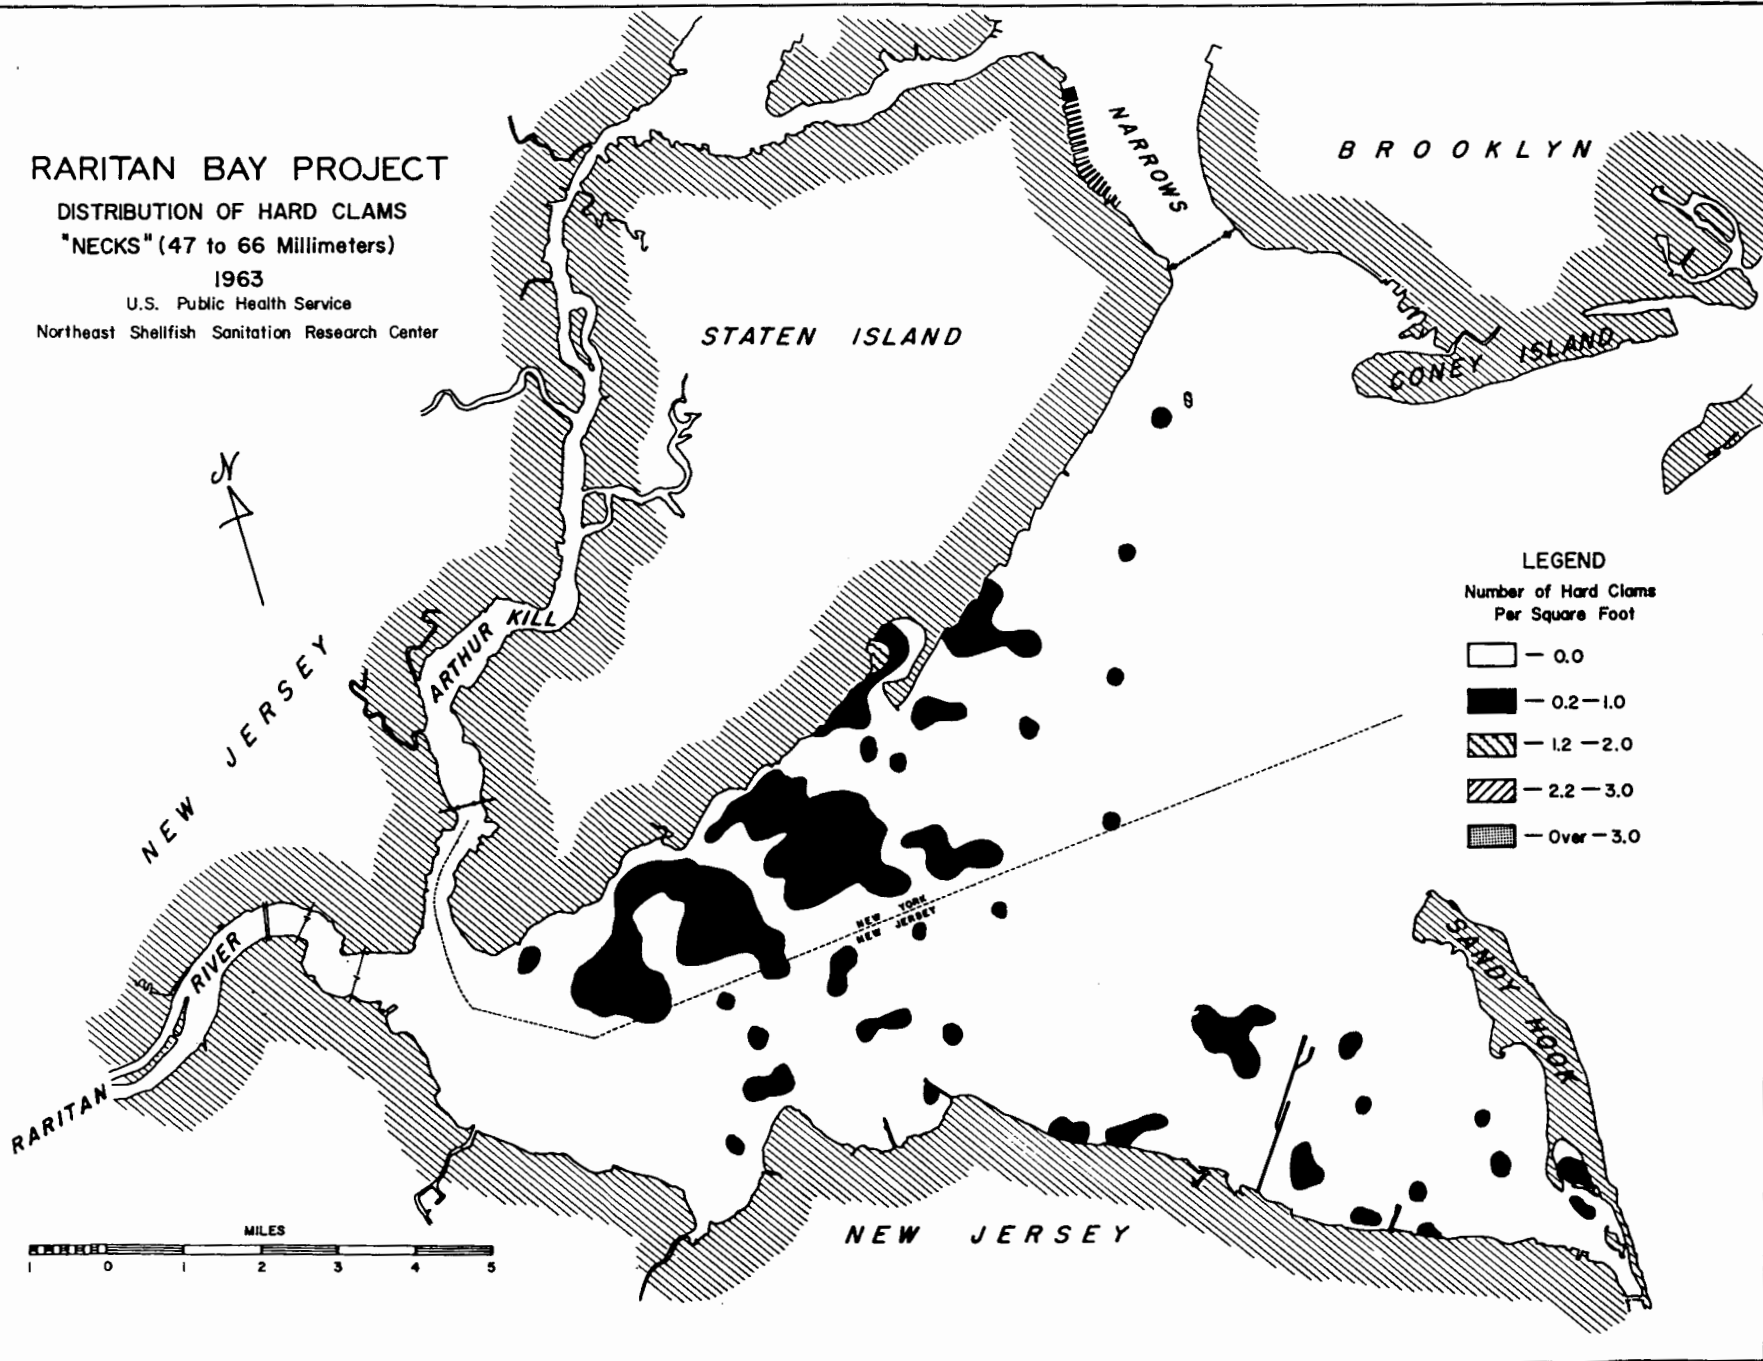 RARITAN BAY PROJECT
DISTRIBUTION OF HARD CLAMS
"NECKS" (47 to 66 Millimeters)
1963
U.S. Public Health Service
Northeast Shellfish Sanitation Research Center
NARROWS
BROOKLYN
STATEN ISLAND
CONEY ISLAND
N
LEGEND
Number of Hard Clams
Per Square Foot
— 0.0
— 0.2 — 1.0
— 1.2 — 2.0
— 2.2 — 3.0
— Over — 3.0
ARTHUR KILL
NEW JERSEY
NEW YORK
NEW JERSEY
RARITAN RIVER
SANDY HOOK
NEW JERSEY
MILES
1 0 1 2 3 4 5